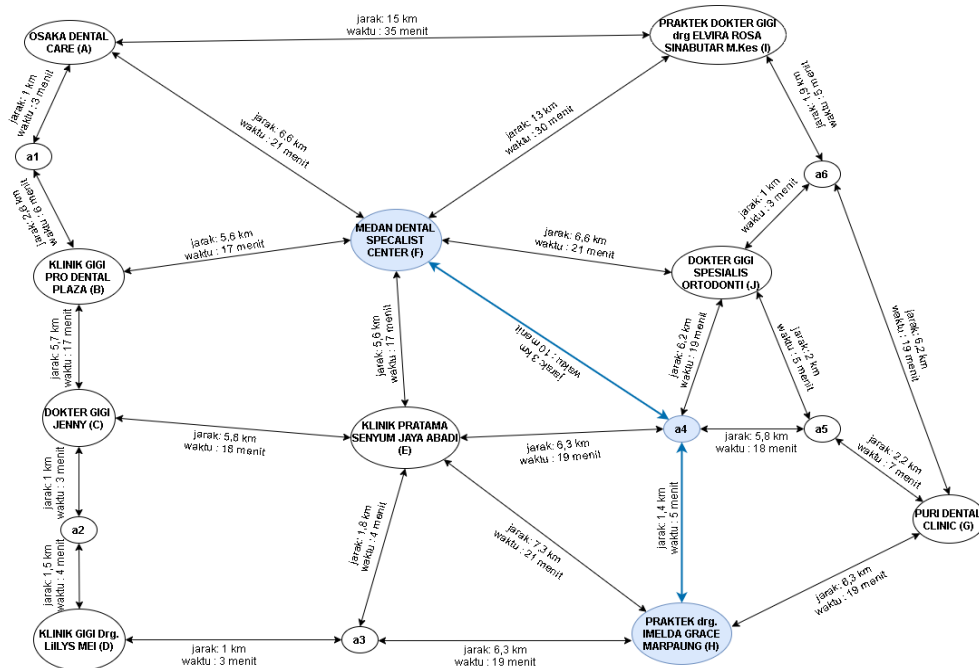 jarak: 15 km
waktu : 35 menit
OSAKA DENTAL
CARE (A)
PRAKTEK DOKTER GIGI
drg ELVIRA ROSA
SINABUTAR M.Kes (I)
jarak: 1 km
waktu : 3 menit
jarak: 6,6 km
waktu : 21 menit
jarak: 13 km
waktu : 30 menit
jarak: 1,9 km
waktu : 5 menit
a1
a6
jarak: 2,6 km
waktu : 6 menit
jarak: 1 km
waktu : 3 menit
MEDAN DENTAL
SPECALIST
CENTER (F)
jarak: 5,6 km
waktu : 17 menit
jarak: 6,6 km
waktu : 21 menit
KLINIK GIGI
PRO DENTAL
PLAZA (B)
DOKTER GIGI
SPESIALIS
ORTODONTI (J)
jarak: 6,2 km
waktu : 19 menit
jarak: 5,7 km
waktu : 17 menit
jarak: 5,6 km
waktu : 17 menit
jarak: 3 km
waktu : 10 menit
jarak: 6,2 km
waktu : 19 menit
jarak: 2 km
waktu : 5 menit
DOKTER GIGI
JENNY (C)
KLINIK PRATAMA
SENYUM JAYA ABADI
(E)
a4
a5
jarak: 5,8 km
waktu : 18 menit
jarak: 6,3 km
waktu : 19 menit
jarak: 5,8 km
waktu : 18 menit
jarak: 2,2 km
waktu : 7 menit
jarak: 1 km
waktu : 3 menit
a2
jarak: 1,8 km
waktu : 4 menit
jarak: 7,3 km
waktu : 21 menit
jarak: 1,4 km
waktu : 5 menit
PURI DENTAL
CLINIC (G)
jarak: 1,5 km
waktu : 4 menit
jarak: 6,3 km
waktu : 19 menit
KLINIK GIGI Drg.
LiLLYS MEI (D)
a3
PRAKTEK drg.
IMELDA GRACE
MARPAUNG (H)
jarak: 1 km
waktu : 3 menit
jarak: 6,3 km
waktu : 19 menit